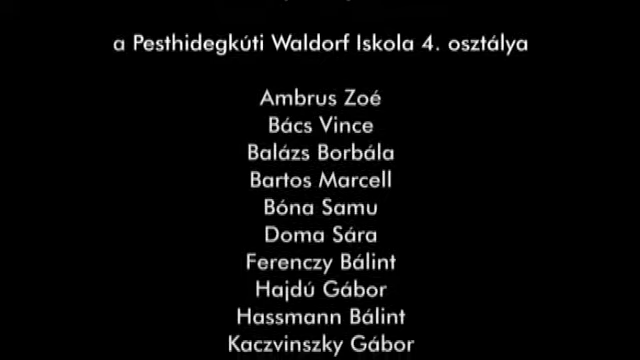 a Pesthidegkúti Waldorf Iskola 4. osztálya
Ambrus Zoé
Bács Vince
Balázs Borbála
Bartos Marcell
Bóna Samu
Doma Sára
Ferenczy Bálint
Hajdú Gábor
Hassmann Bálint
Kaczvinszky Gábor